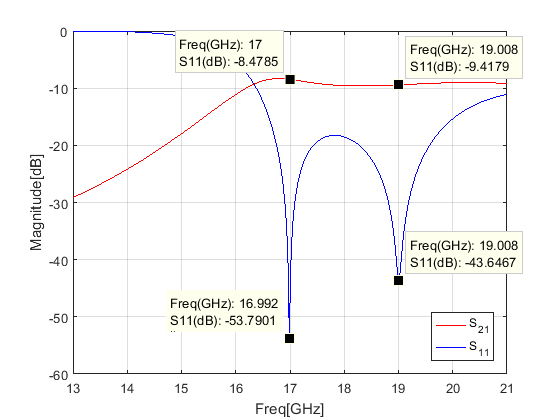 Freq(GHz): 17
S11(dB): -8.4785
Freq(GHz): 19.008
S11(dB): -9.4179
Freq(GHz): 19.008
S11(dB): -43.6467
Freq(GHz): 16.992
S11(dB): -53.7901
S21
S11
0
-10
-20
-30
-40
-50
-60
Magnitude[dB]
13
14
15
16
17
18
19
20
21
Freq[GHz]